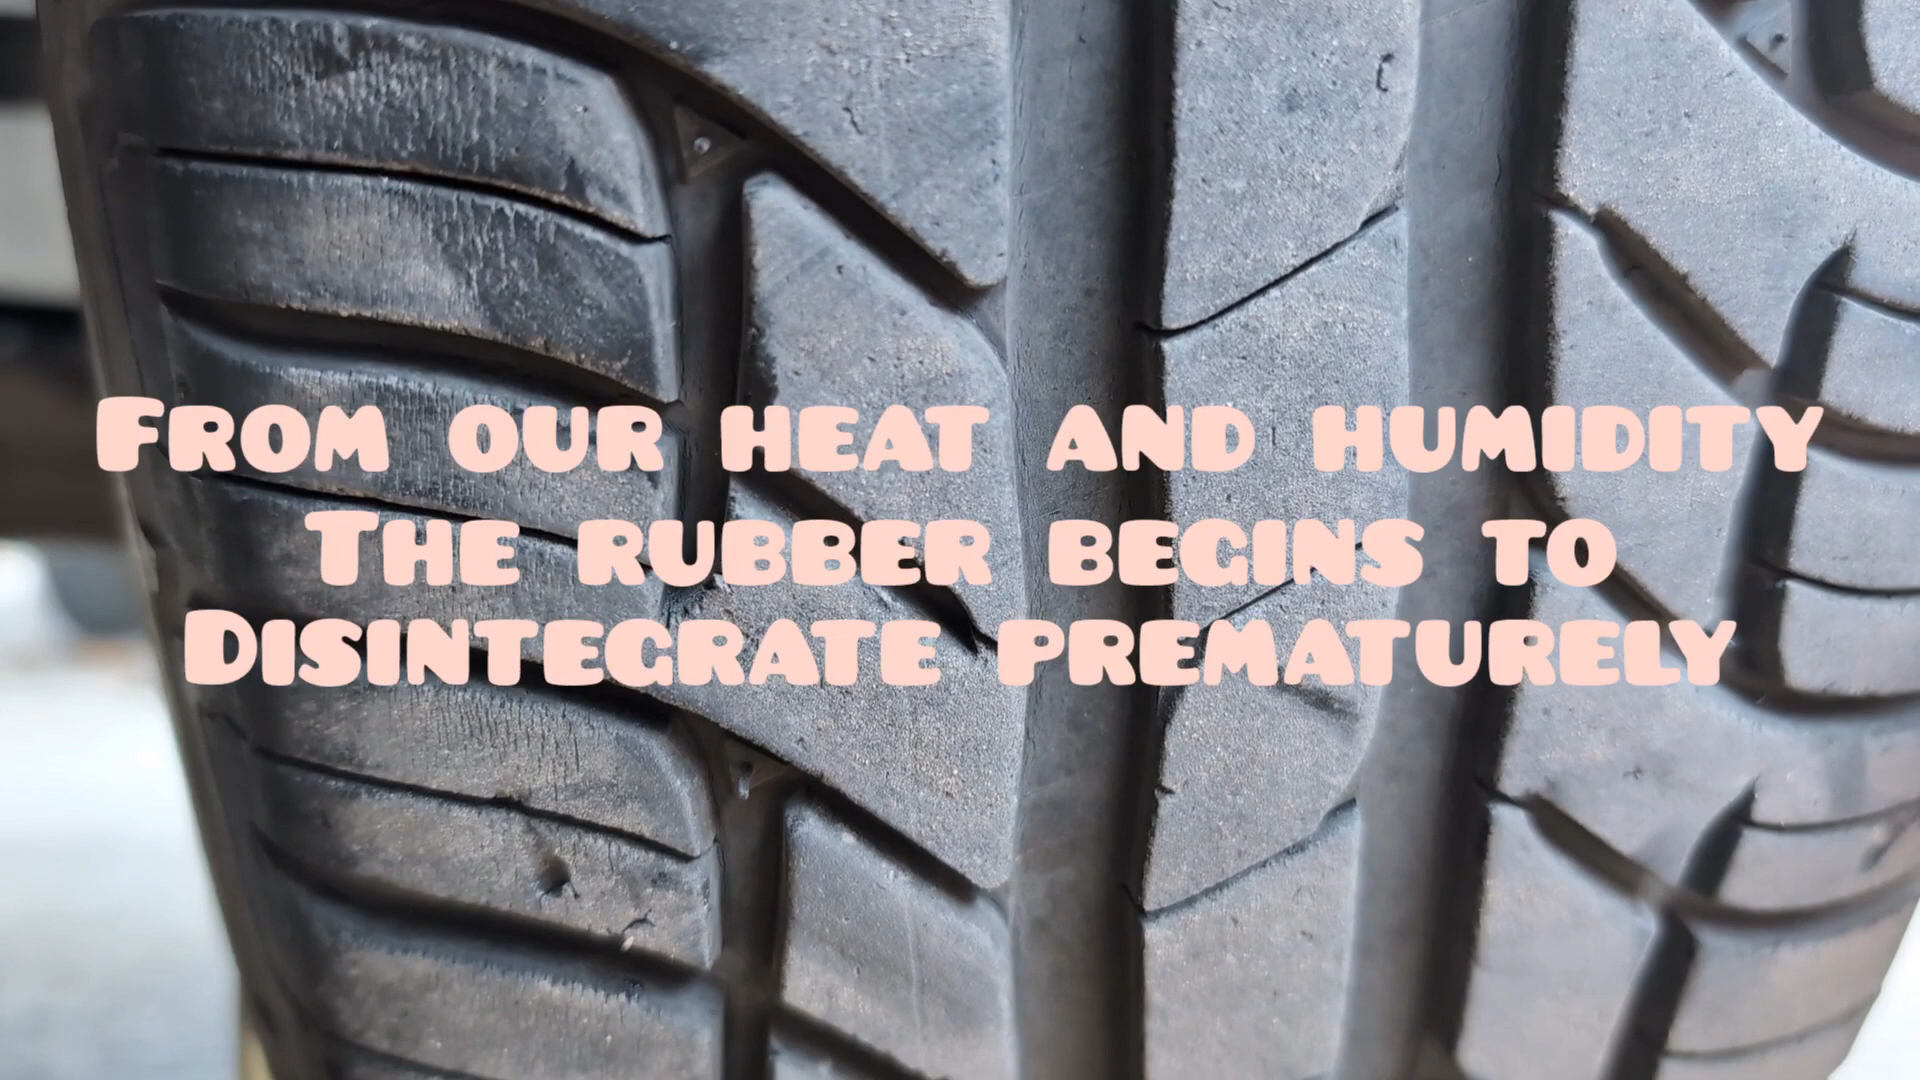 From our heat and humidity
The rubber begins to
Disintegrate prematurely